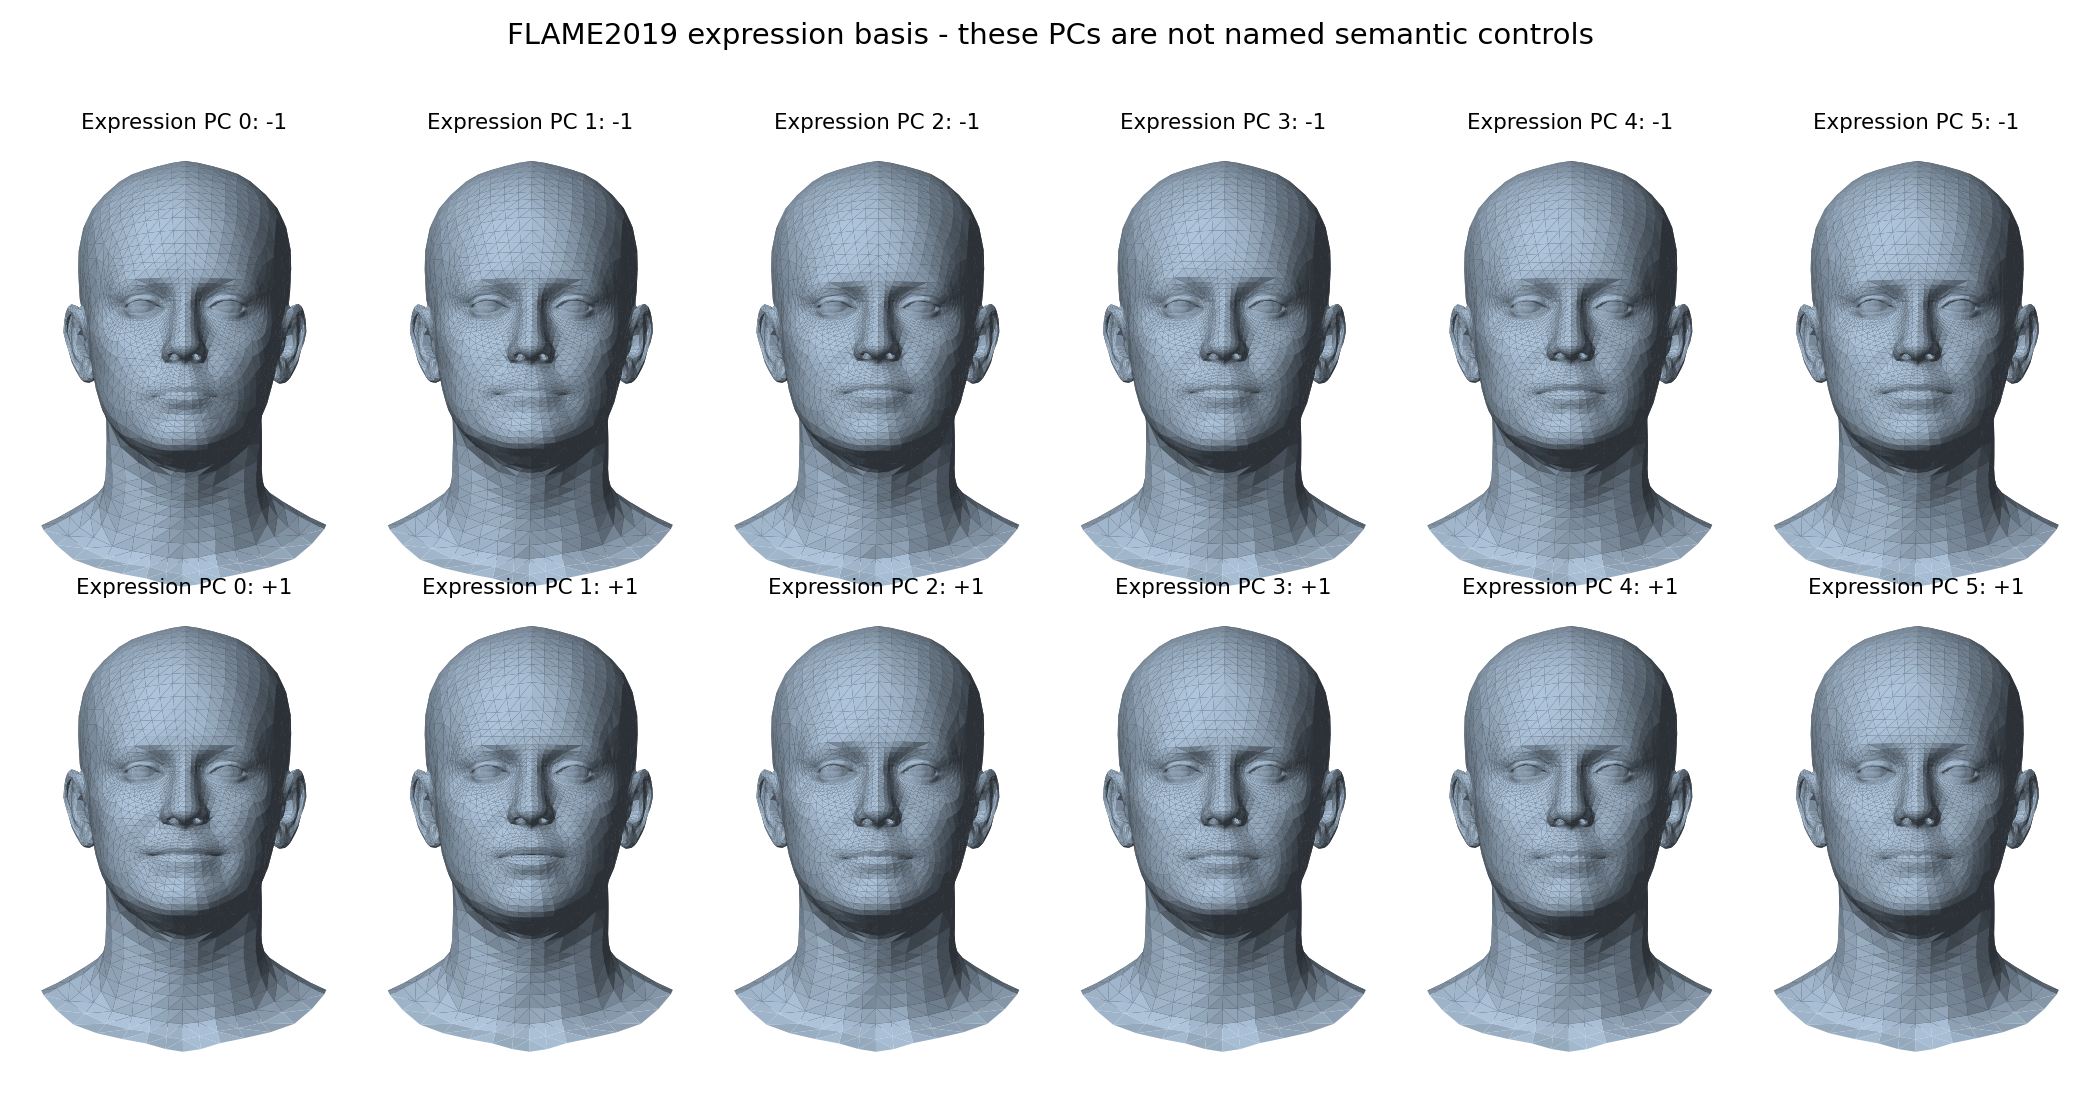 FLAME2019 expression basis - these PCs are not named semantic controls
Expression PC 0: -1
Expression PC 1: -1
Expression PC 2: -1
Expression PC 3: -1
Expression PC 4: -1
Expression PC 5: -1
Expression PC 0: +1
Expression PC 1: +1
Expression PC 2: +1
Expression PC 3: +1
Expression PC 4: +1
Expression PC 5: +1